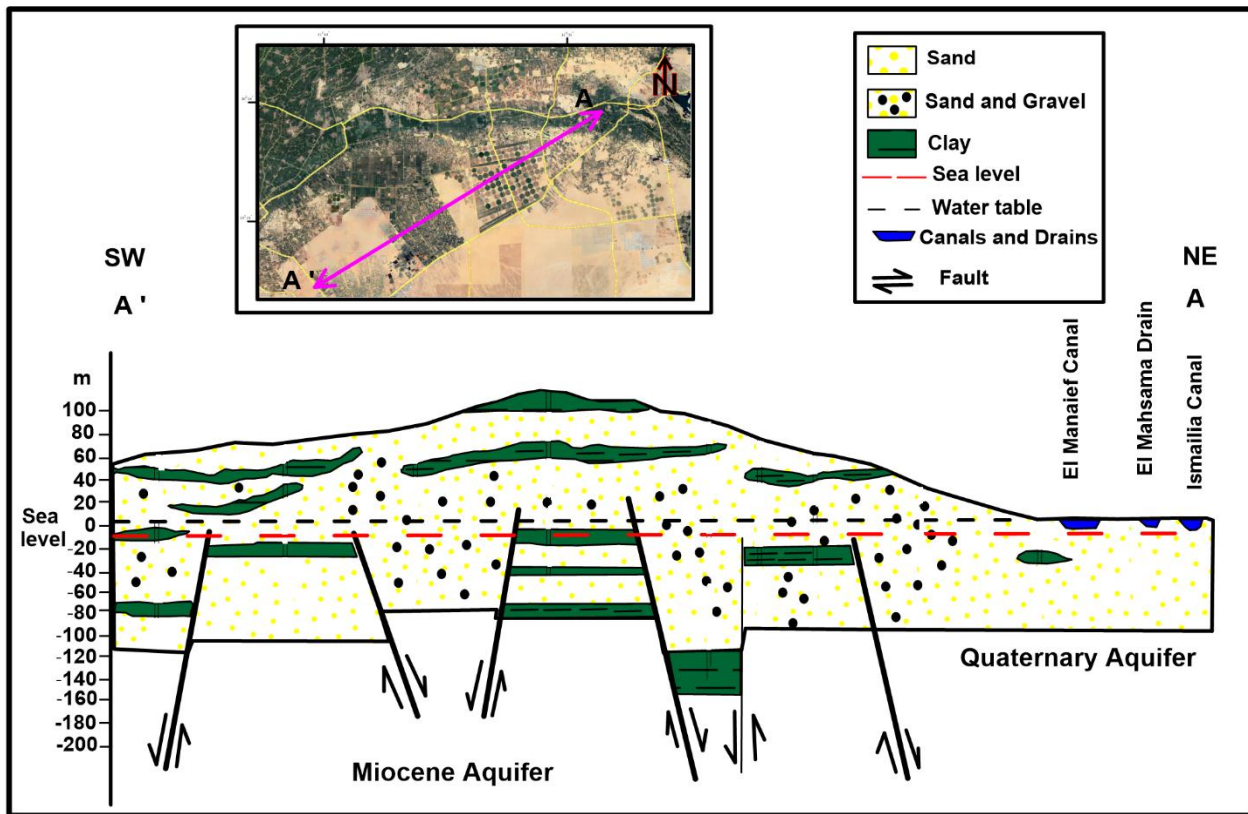 A
N
A '
Sand
Sand and Gravel
Clay
Sea level
Water table
Canals and Drains
Fault
SW
A '
NE
A
El Manaief Canal
El Mahsama Drain
Ismailia Canal
m
100
80
60
40
20
Sea level
0
-20
-40
-60
-80
-100
-120
-140
-160
-180
-200
Quaternary Aquifer
Miocene Aquifer